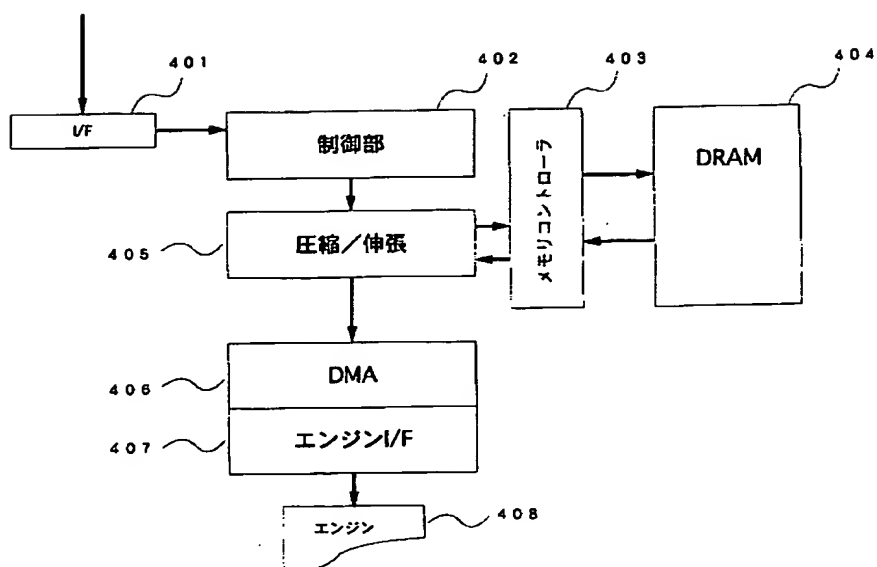 401
402
403
404
I/F
制御部
メモリコントローラ
DRAM
405
圧縮/伸張
406
DMA
407
エンジンI/F
エンジン
408